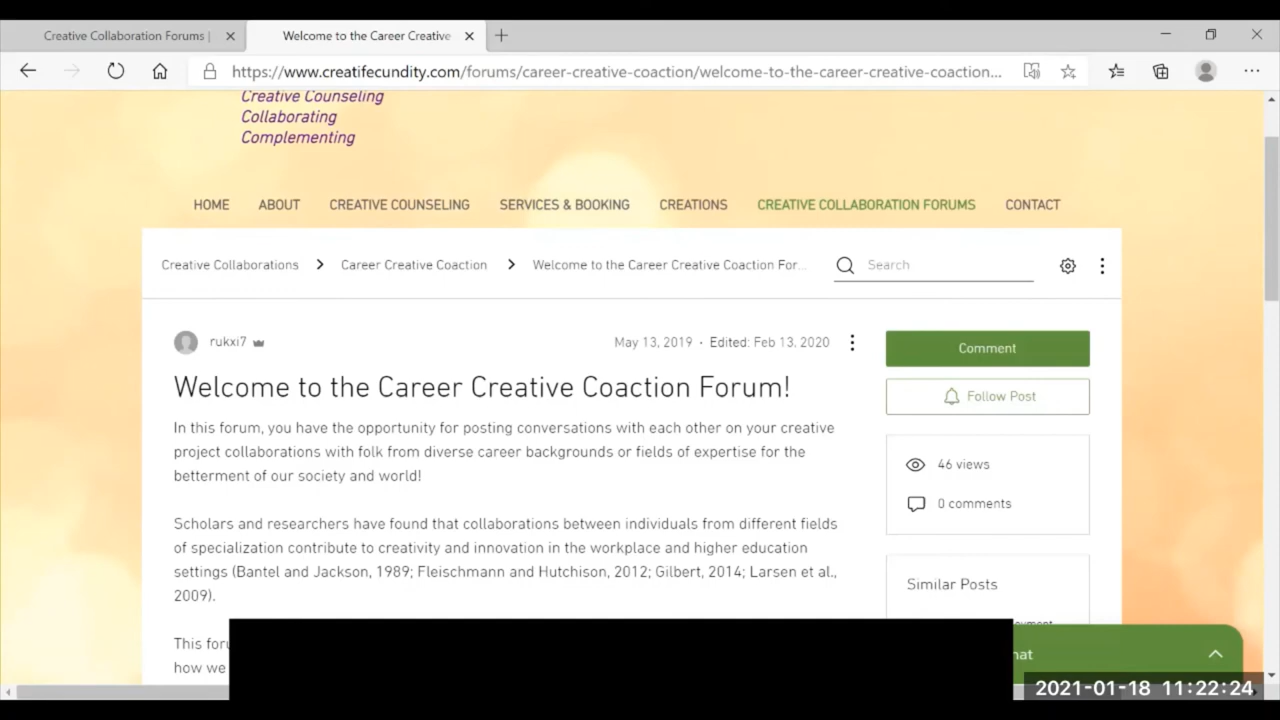 Creative Collaboration Forums |
Welcome to the Career Creative
https://www.creatifecundity.com/forums/career-creative-coaction/welcome-to-the-career-creative-coaction...
Creative Counseling
Collaborating
Complementing
HOME ABOUT CREATIVE COUNSELING SERVICES & BOOKING CREATIONS CREATIVE COLLABORATION FORUMS CONTACT
Creative Collaborations Career Creative Coaction Welcome to the Career Creative Coaction For... Search
rukxi7 May 13, 2019 · Edited: Feb 13, 2020
Comment
Welcome to the Career Creative Coaction Forum!
Follow Post
In this forum, you have the opportunity for posting conversations with each other on your creative
project collaborations with folk from diverse career backgrounds or fields of expertise for the
betterment of our society and world!
46 views
0 comments
Scholars and researchers have found that collaborations between individuals from different fields
of specialization contribute to creativity and innovation in the workplace and higher education
settings (Bantel and Jackson, 1989; Fleischmann and Hutchison, 2012; Gilbert, 2014; Larsen et al.,
2009).
Similar Posts
This
how we
2021-01-18 11:22:24